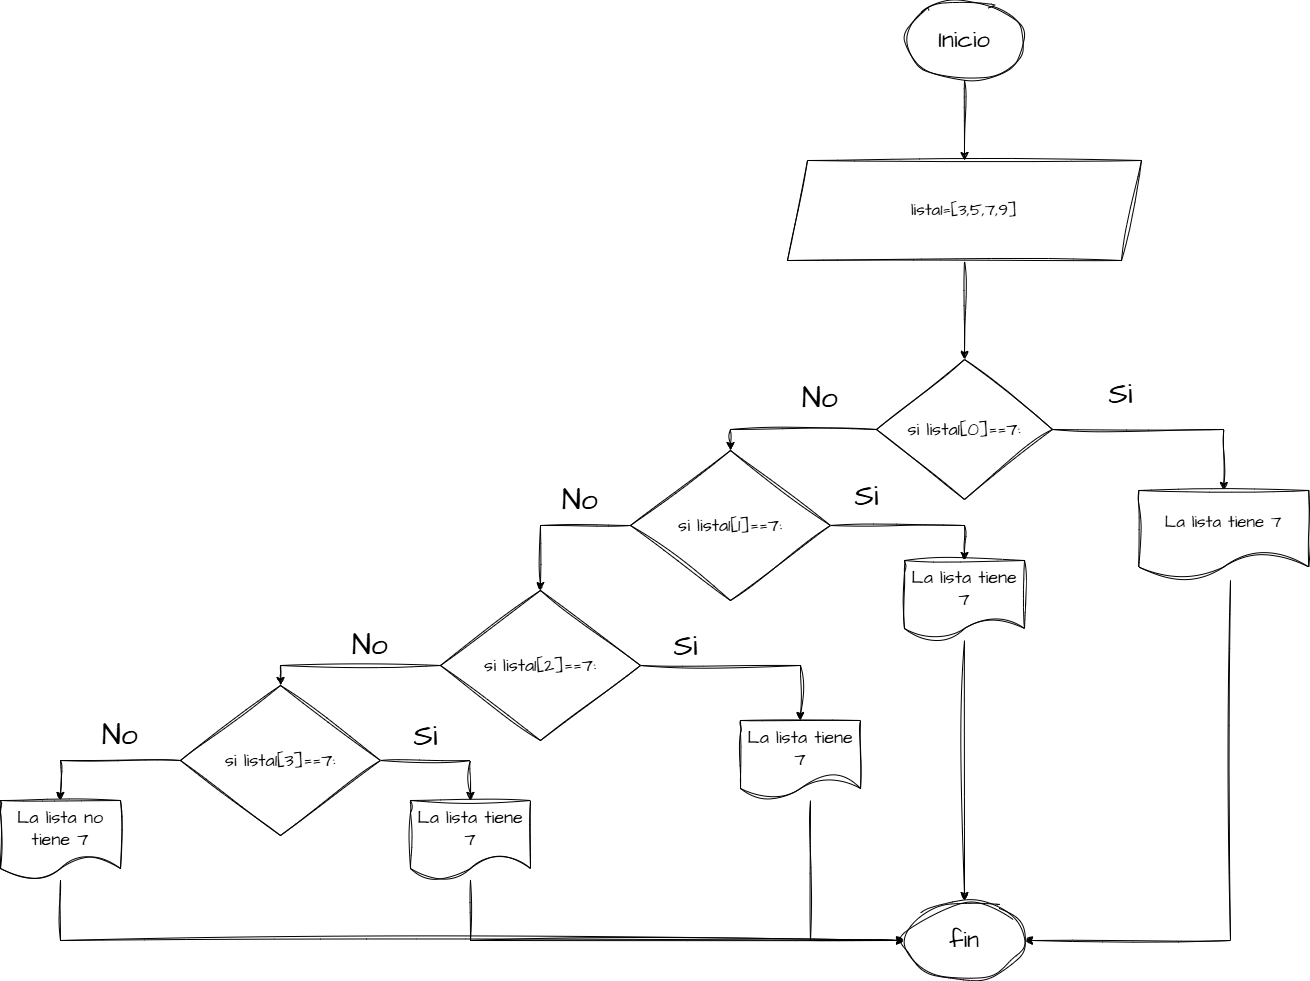 Inicio
lista1=[3,5,7,9]
No
Si
si lista1[0]==7:
No
Si
si lista1[1]==7:
La lista tiene 7
La lista tiene
7
No
Si
si lista1[2]==7:
No
Si
si lista1[3]==7:
La lista tiene
7
La lista no
tiene 7
La lista tiene
7
fin